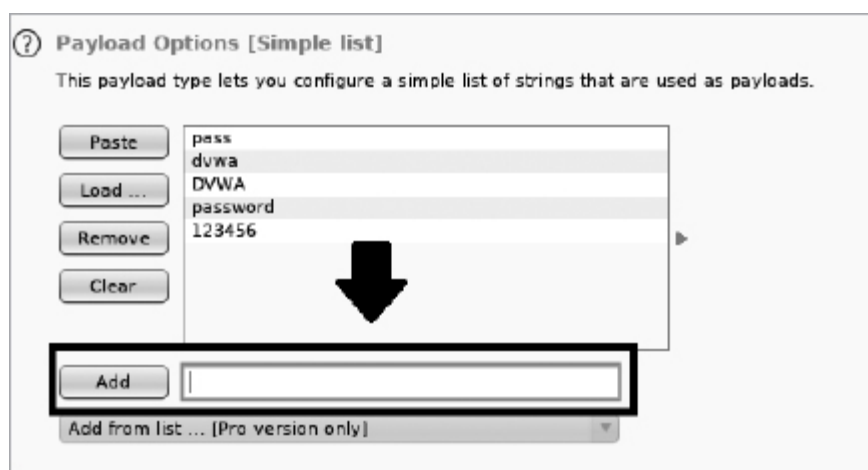 ? Payload Options [Simple list]
This payload type lets you configure a simple list of strings that are used as payloads.
Paste
pass
dvwa
Load ...
DVWA
password
Remove
123456
Clear
Add
Add from list ... [Pro version only]